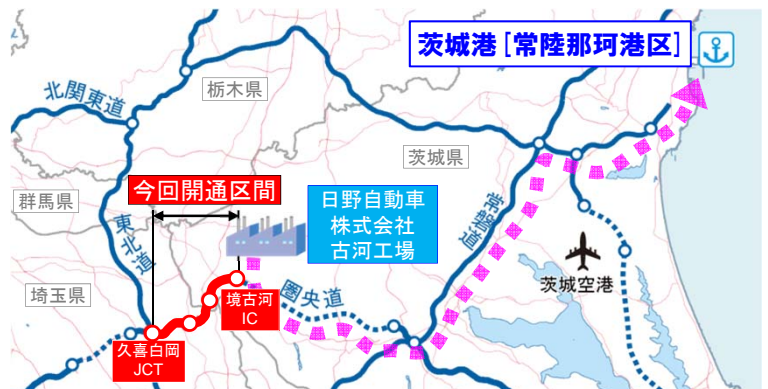 茨城港[常陸那珂港区]
北関東道
栃木県
茨城県
群馬県
今回開通区間
日野自動車
株式会社
古河工場
東北道
常磐道
埼玉県
境古河
IC
圏央道
茨城空港
久喜白岡
JCT